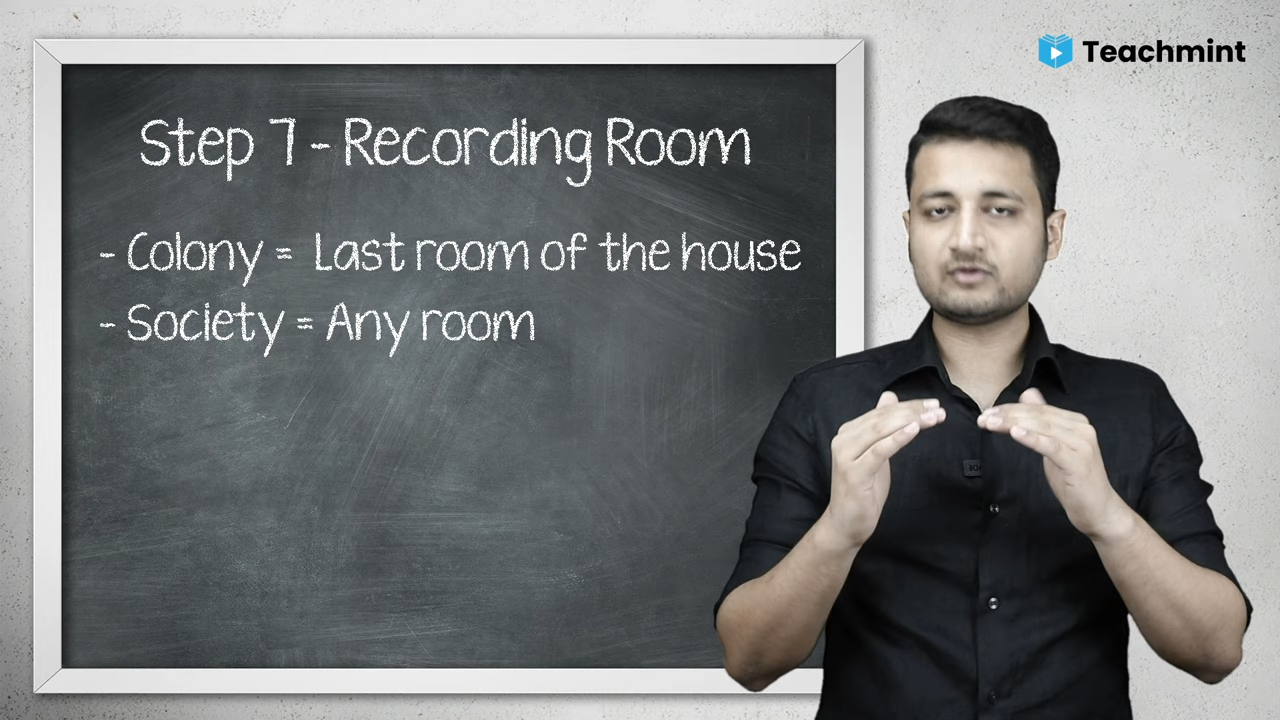 Teachmint
Step 7 - Recording Room
- Colony = Last room of the house
- Society = Any room